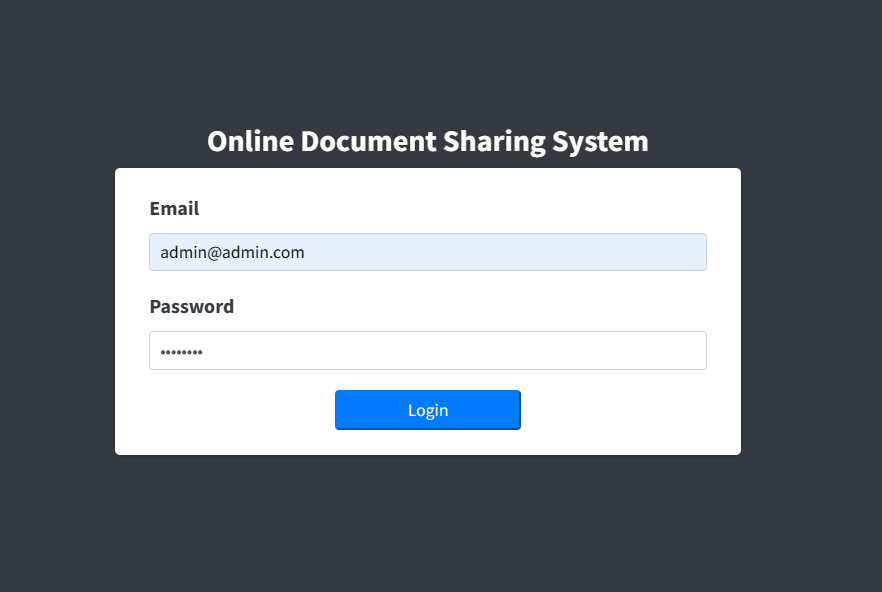 Online Document Sharing System
Email
admin@admin.com
Password
••••••••
Login